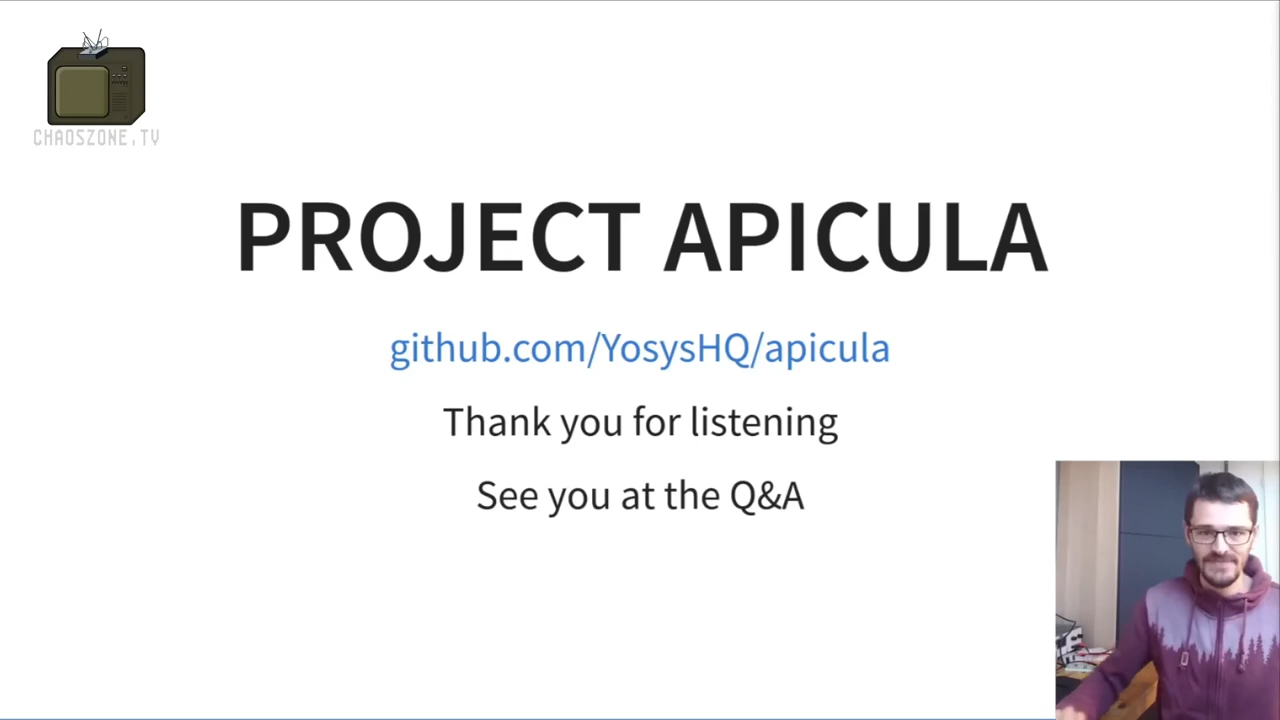 CHAOSZONE.TV
PROJECT APICULA
github.com/YosysHQ/apicula
Thank you for listening
See you at the Q&A